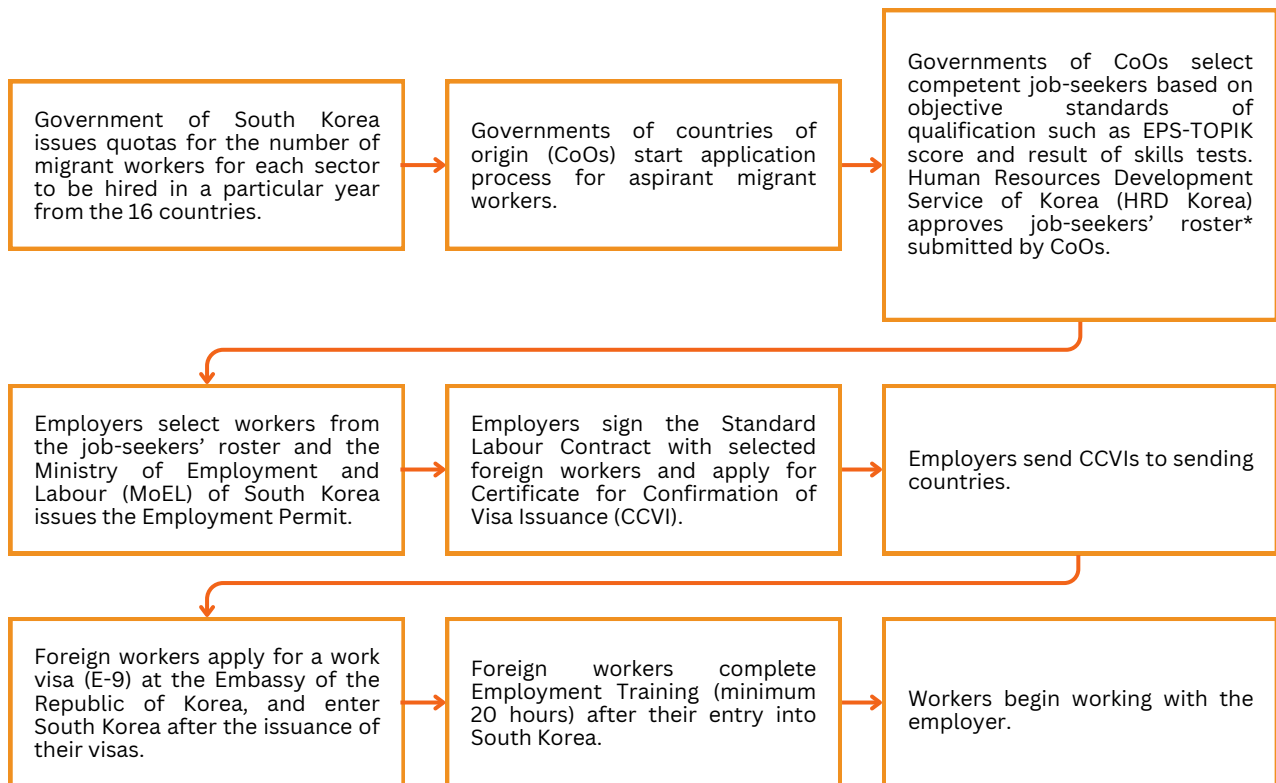 Government of South Korea
issues quotas for the number of
migrant workers for each sector
to be hired in a particular year
from the 16 countries.
Governments of countries of
origin (CoOs) start application
process for aspirant migrant
workers.
Governments of CoOs select
competent job-seekers based on
objective standards of
qualification such as EPS-TOPIK
score and result of skills tests.
Human Resources Development
Service of Korea (HRD Korea)
approves job-seekers’ roster*
submitted by CoOs.
Employers select workers from
the job-seekers’ roster and the
Ministry of Employment and
Labour (MoEL) of South Korea
issues the Employment Permit.
Employers sign the Standard
Labour Contract with selected
foreign workers and apply for
Certificate for Confirmation of
Visa Issuance (CCVI).
Employers send CCVIs to sending
countries.
Foreign workers apply for a work
visa (E-9) at the Embassy of the
Republic of Korea, and enter
South Korea after the issuance of
their visas.
Foreign workers complete
Employment Training (minimum
20 hours) after their entry into
South Korea.
Workers begin working with the
employer.